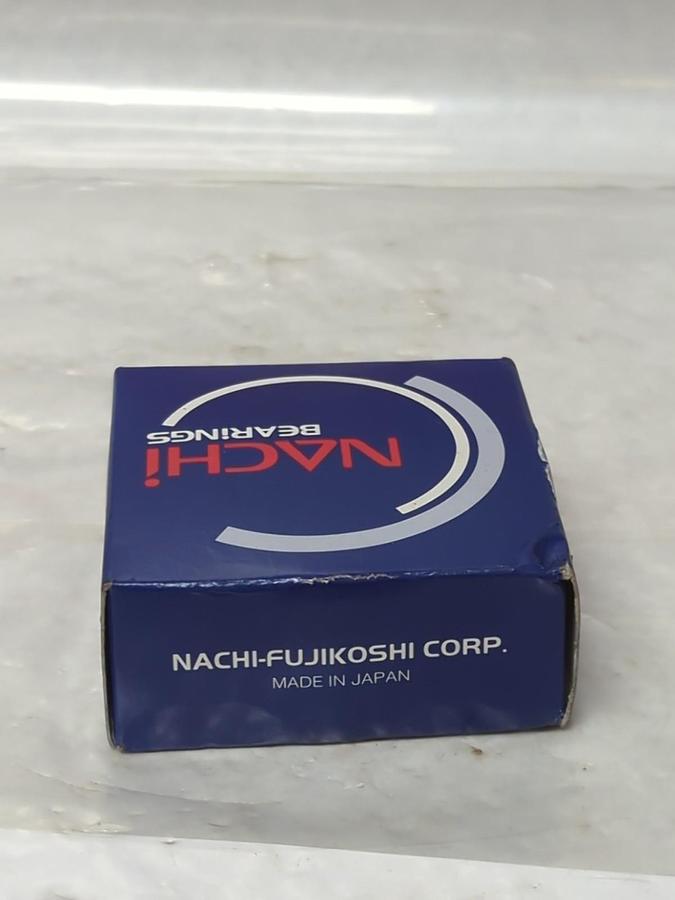 NACHi
BEARiNGS
NACHI-FUJIKOSHI CORP.
MADE IN JAPAN